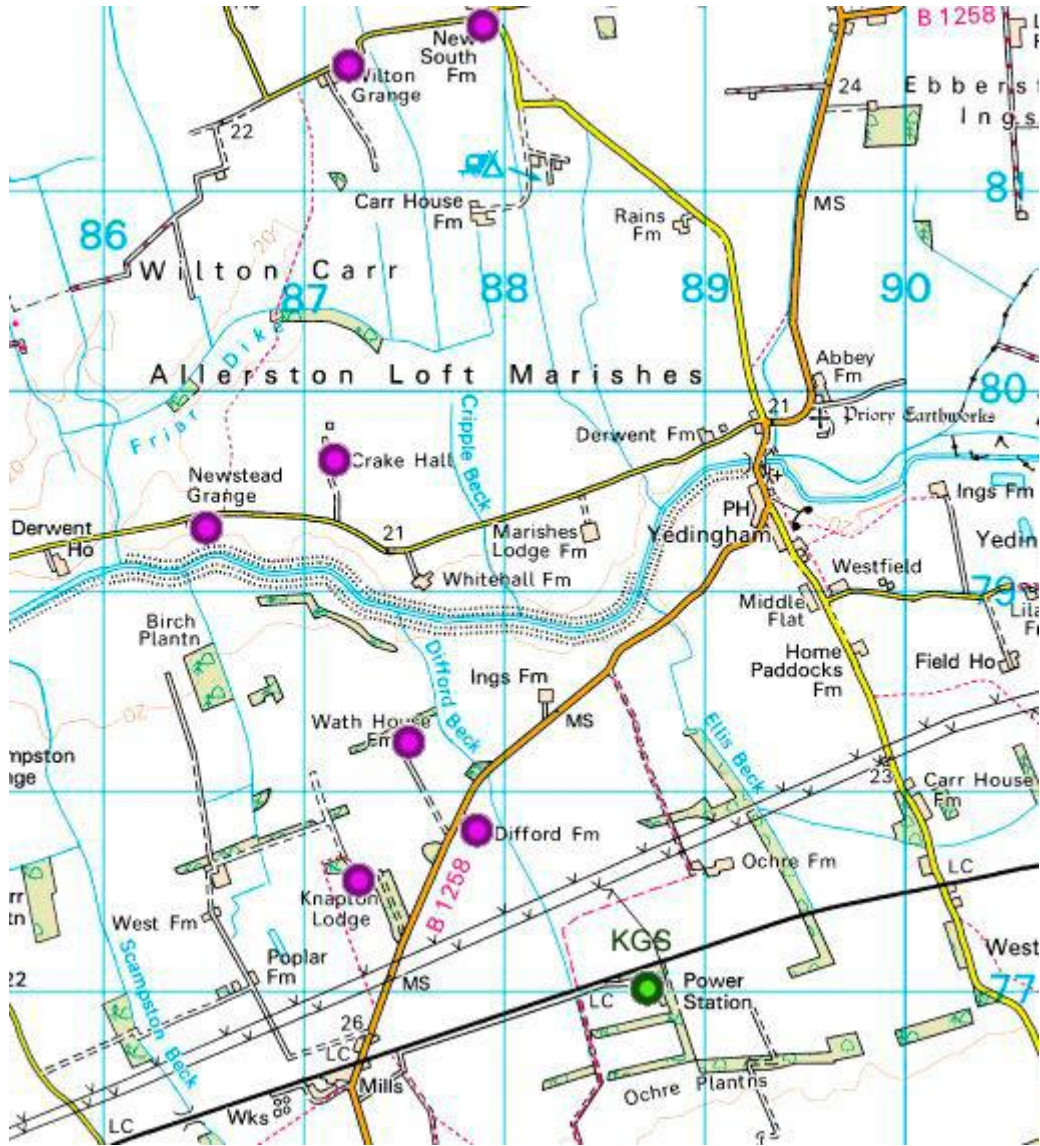 B 1258
New
South
Fm
Wilton
Grange
24
Ings
22
81
Carr House
Fm
MS
Rains
Fm
86
201
Wilton Carr
87
88
89
90
Friar Dik
Abbey
Fm
Allerston Loft Marishes
80
21
Priory Earthworks
Cripple Beck
Derwent Fm
Crake Hall
Newstead
Grange
Ings Fm
PH
Derwent
Ho
21
Marishes
Lodge Fm
Yedingham
Yedin
Westfield
Whitehall Fm
79
Middle
Flat
Birch
Plantn
Home
Paddocks
Fm
Field Ho
Difford Beck
Ings Fm
20
MS
Wath House
Fm
Ellis Beck
mpston
nge
23
Carr House
Fm
Difford Fm
Ochre Fm
LC
B 1258
Knapton
Lodge
West Fm
KGS
West
Poplar
Fm
22
MS
Power
Station
77
LC
Scampston Beck
26
LC
Mills
Ochre Plantns
Wks
LC